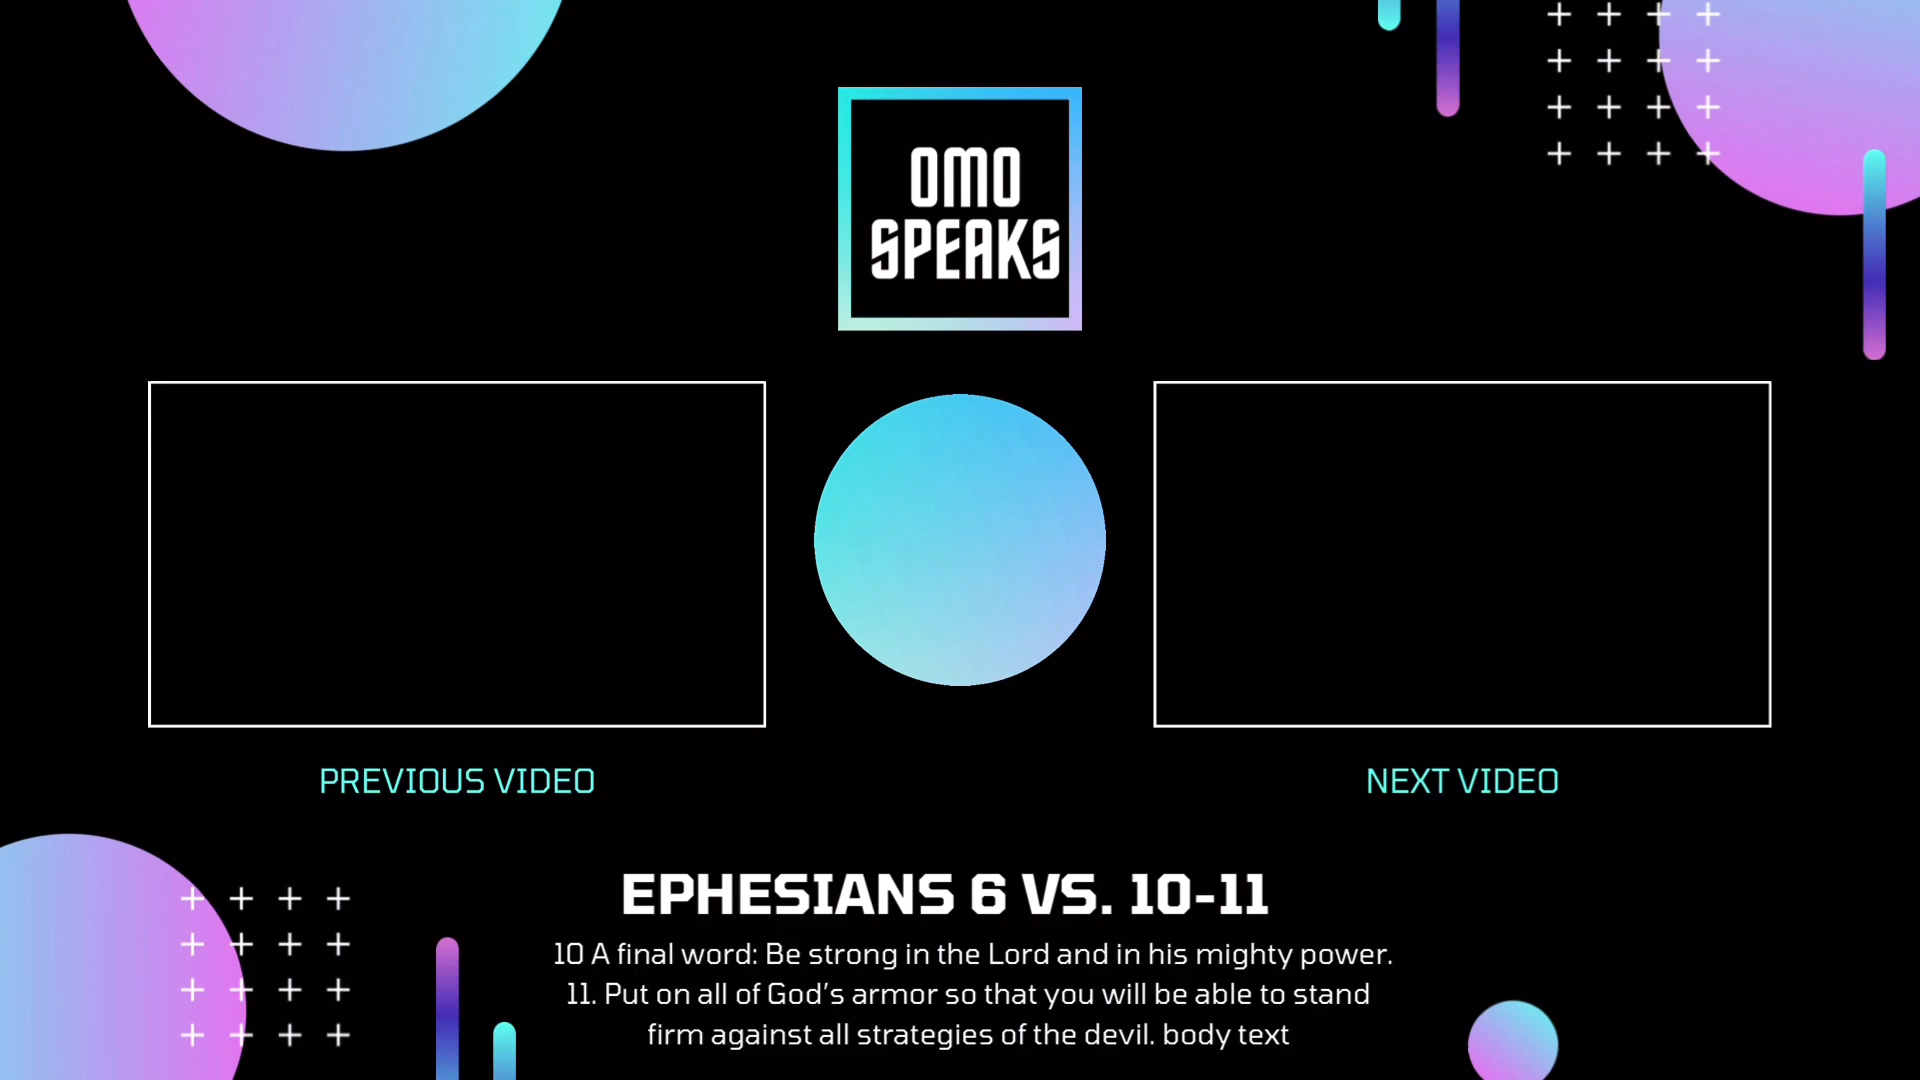 OMO
SPEAKS
PREVIOUS VIDEO
NEXT VIDEO
EPHESIANS 6 VS. 10-11
10 A final word: Be strong in the Lord and in his mighty power.
11. Put on all of God's armor so that you will be able to stand
firm against all strategies of the devil. body text